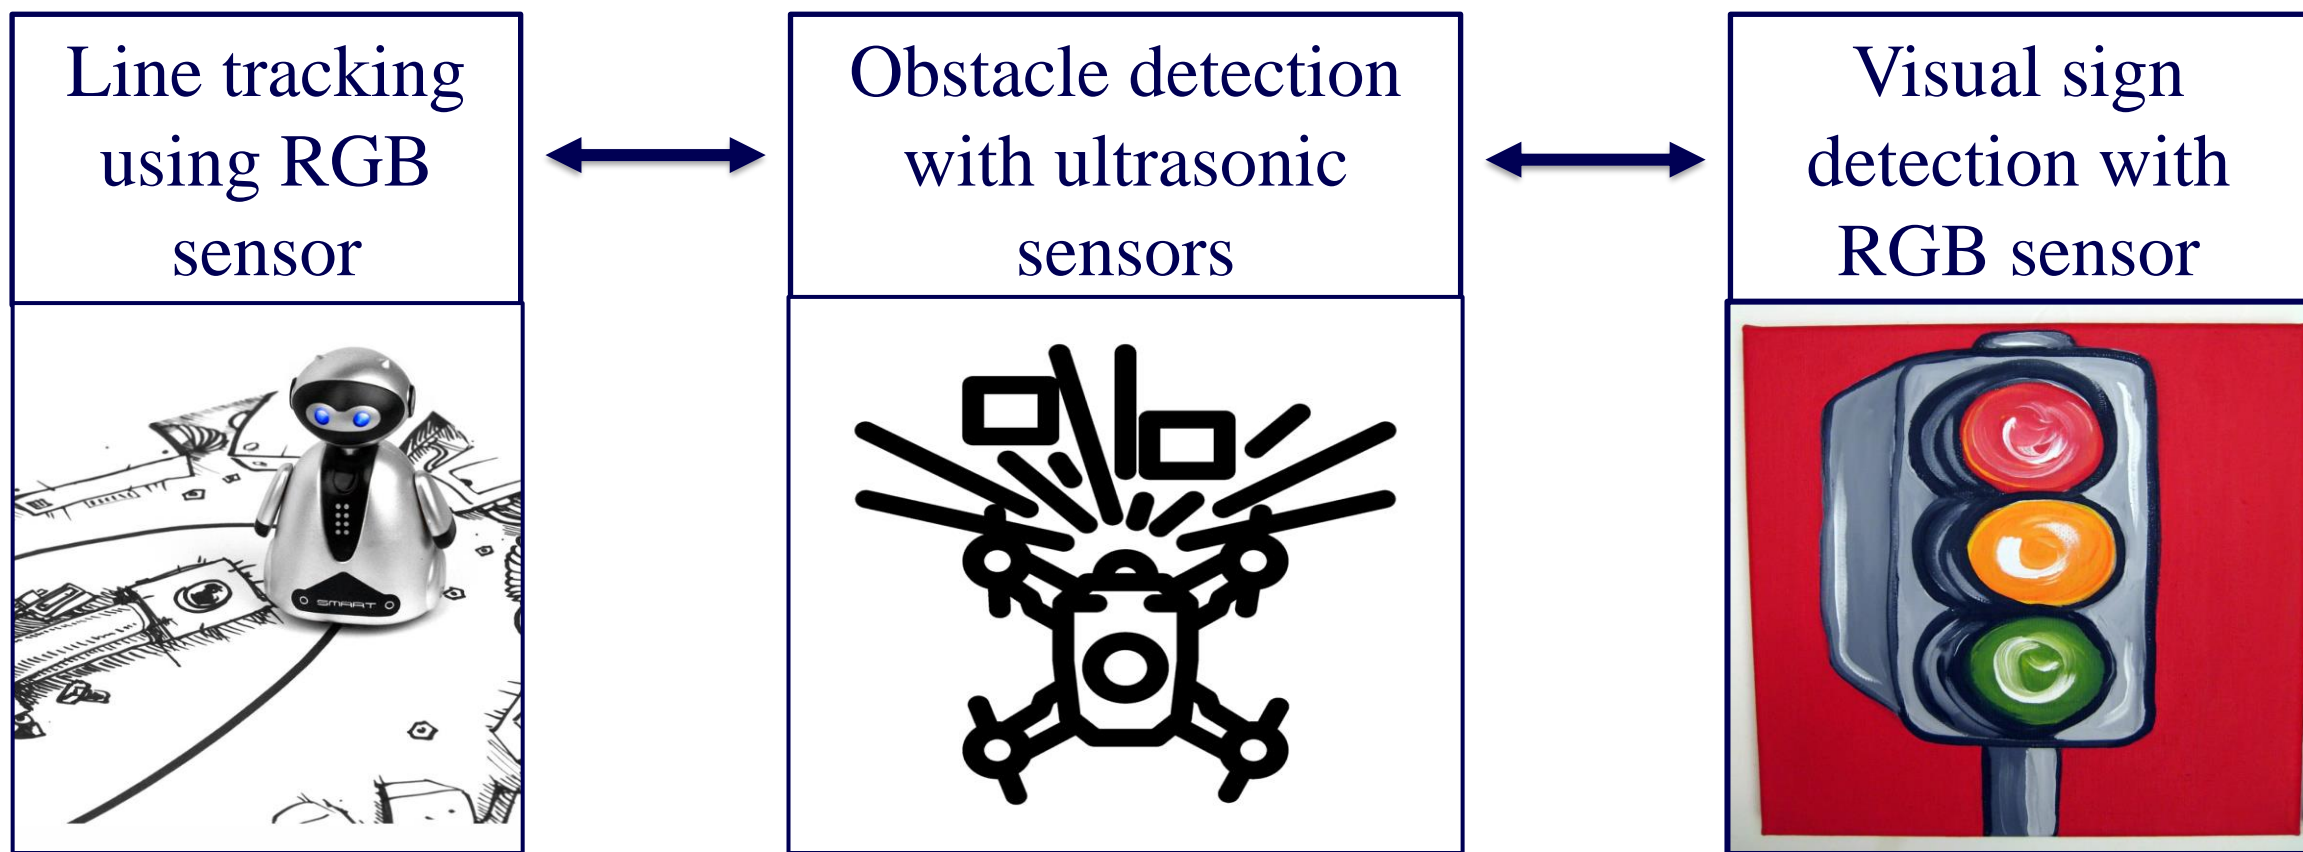 Line tracking
using RGB
sensor
Obstacle detection
with ultrasonic
sensors
Visual sign
detection with
RGB sensor
SMART